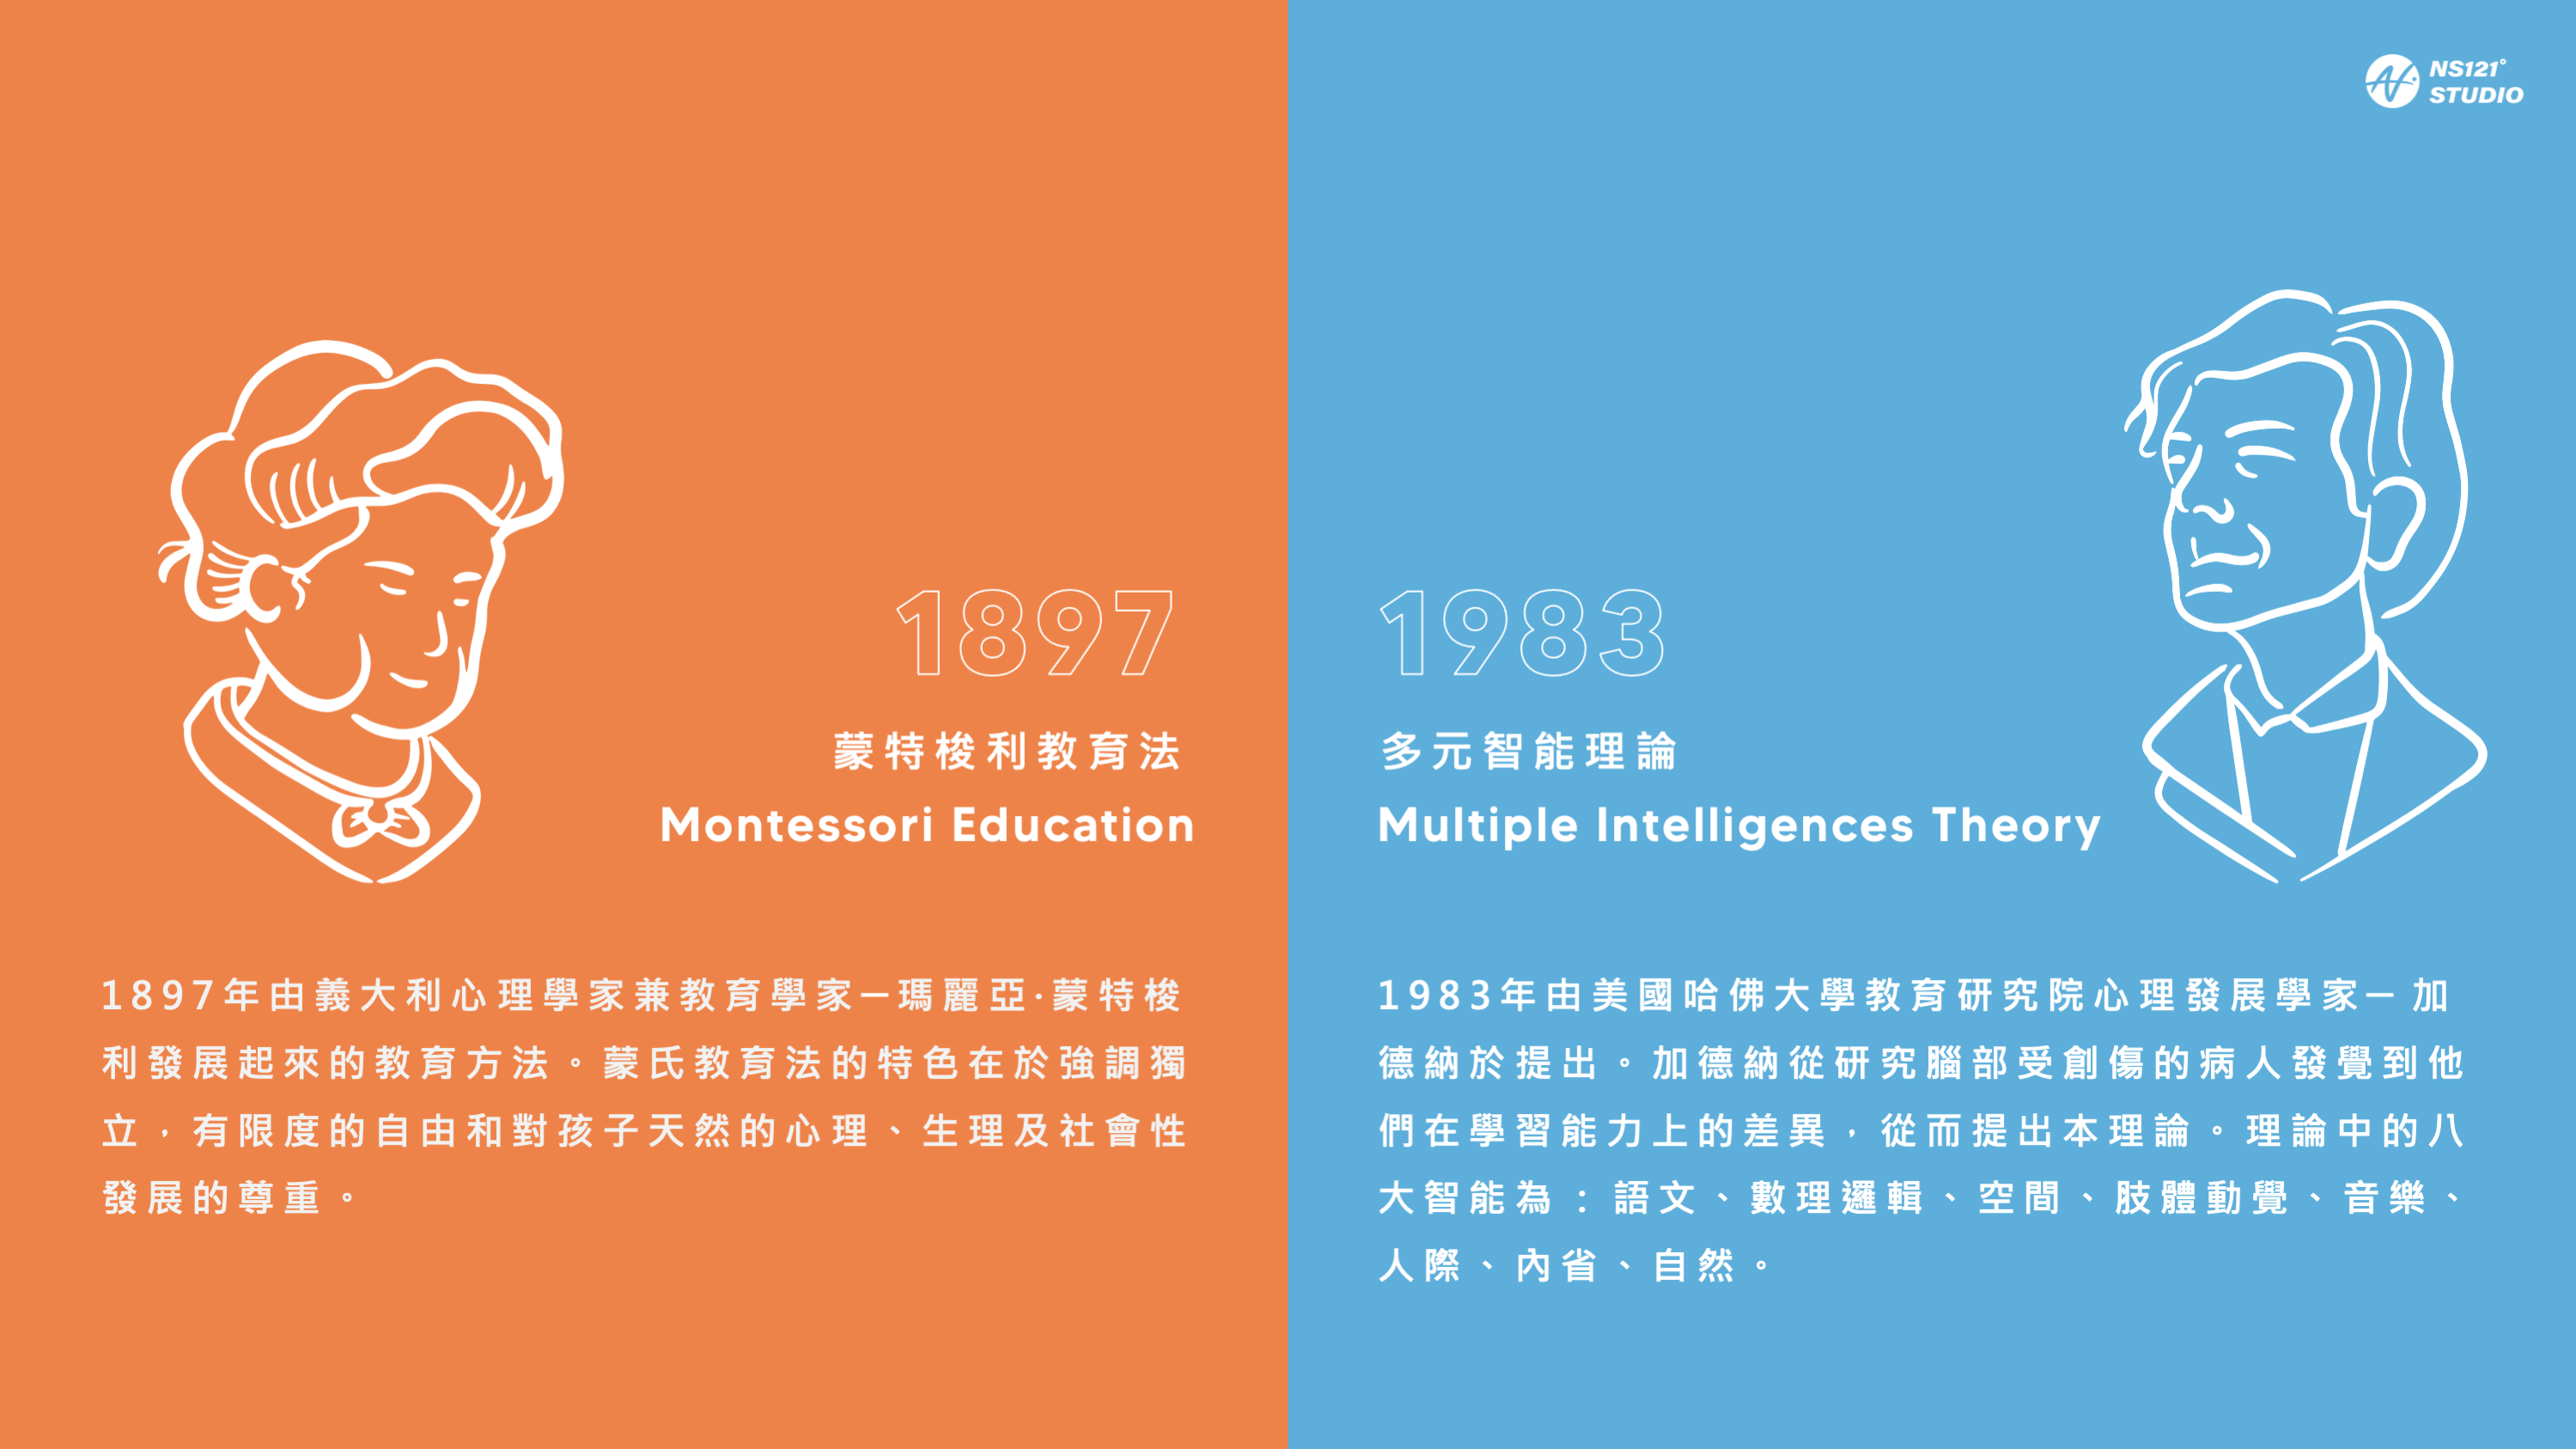 NS121°
STUDIO
1897
蒙特梭利教育法
Montessori Education
1897年由義大利心理學家兼教育學家—瑪麗亞·蒙特梭
利發展起來的教育方法。蒙氏教育法的特色在於強調獨
立，有限度的自由和對孩子天然的心理、生理及社會性
發展的尊重。
1983
多元智能理論
Multiple Intelligences Theory
1983年由美國哈佛大學教育研究院心理發展學家— 加
德納於提出。加德納從研究腦部受創傷的病人發覺到他
們在學習能力上的差異，從而提出本理論。理論中的八
大智能為：語文、數理邏輯、空間、肢體動覺、音樂、
人際、內省、自然。